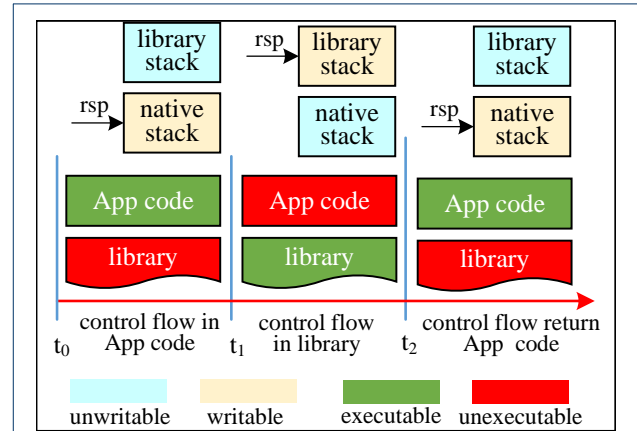 library
stack
rsp
native
stack
App code
library
rsp
library
stack
native
stack
App code
library
library
stack
rsp
native
stack
App code
library
t0
control flow in
App code
t1
control flow
in library
t2
control flow return
App code
unwritable
writable
executable
unexecutable